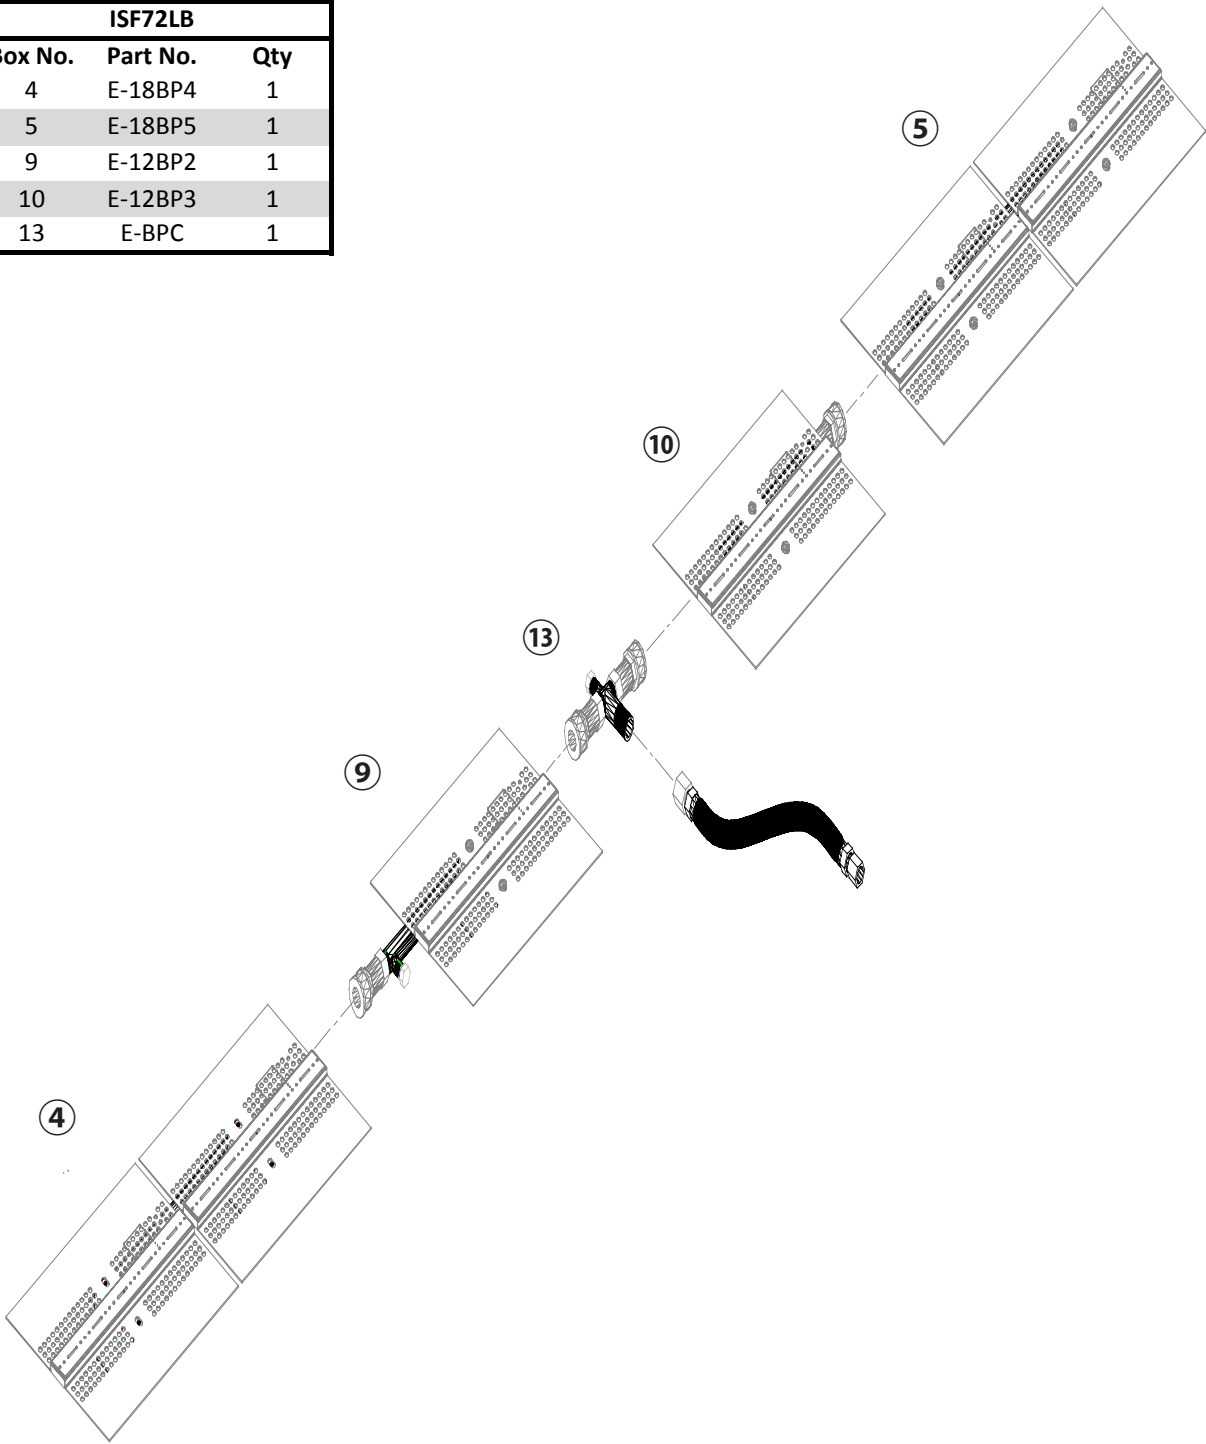 ISF72LB
Box No. Part No. Qty
4 E-18BP4 1
5 E-18BP5 1
9 E-12BP2 1
10 E-12BP3 1
13 E-BPC 1
5
10
13
9
4